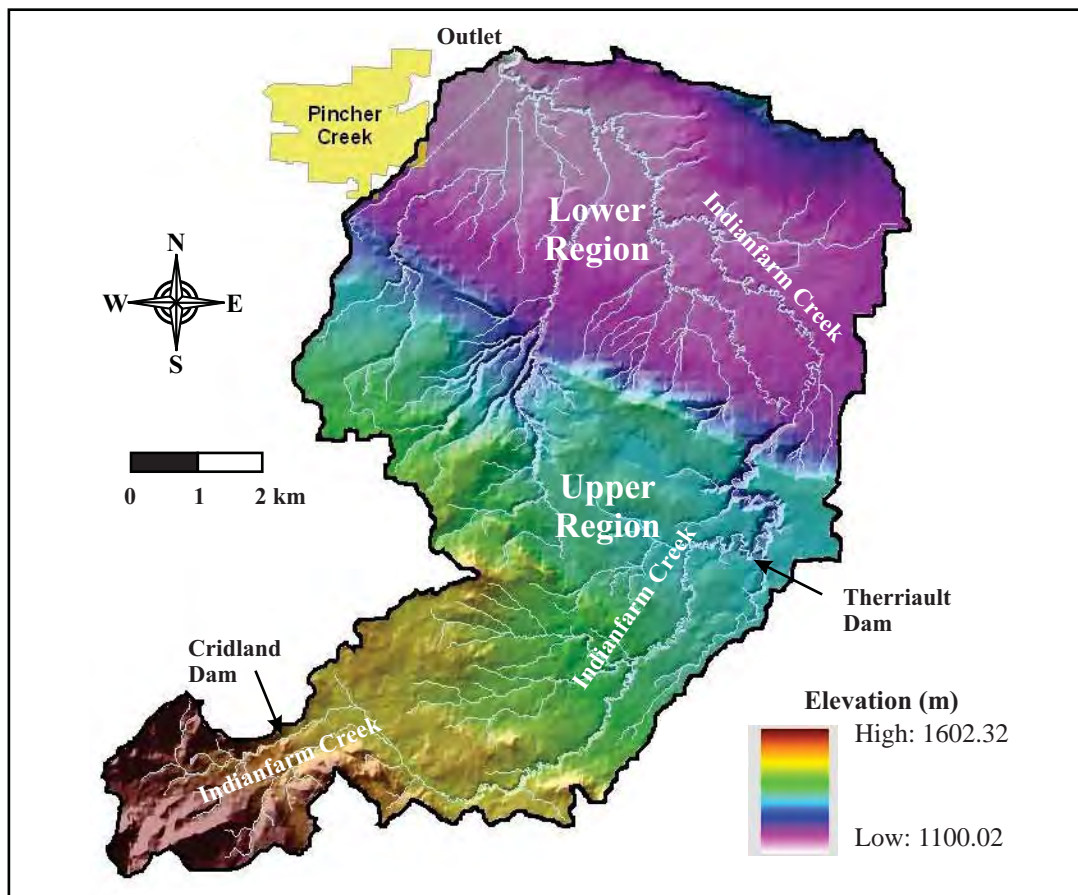 Outlet
Pincher
Creek
Lower
Region
Indianfarm Creek
N
W
E
S
0 1 2 km
Upper
Region
Indianfarm Creek
Therriault
Dam
Cridland
Dam
Indianfarm Creek
Elevation (m)
High: 1602.32
Low: 1100.02